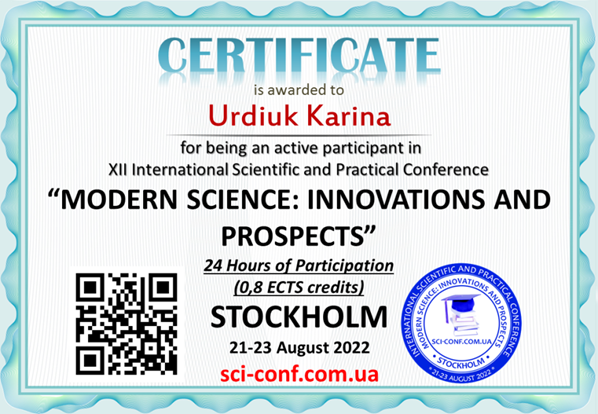 CERTIFICATE
is awarded to
Urdiuk Karina
for being an active participant in
XII International Scientific and Practical Conference
“MODERN SCIENCE: INNOVATIONS AND
PROSPECTS”
24 Hours of Participation
(0,8 ECTS credits)
STOCKHOLM
21-23 August 2022
sci-conf.com.ua
INTERNATIONAL SCIENTIFIC AND PRACTICAL CONFERENCE
MODERN SCIENCE: INNOVATIONS AND PROSPECTS
SCI-CONF.COM.UA
• STOCKHOLM •
• 21-23 AUGUST 2022 •